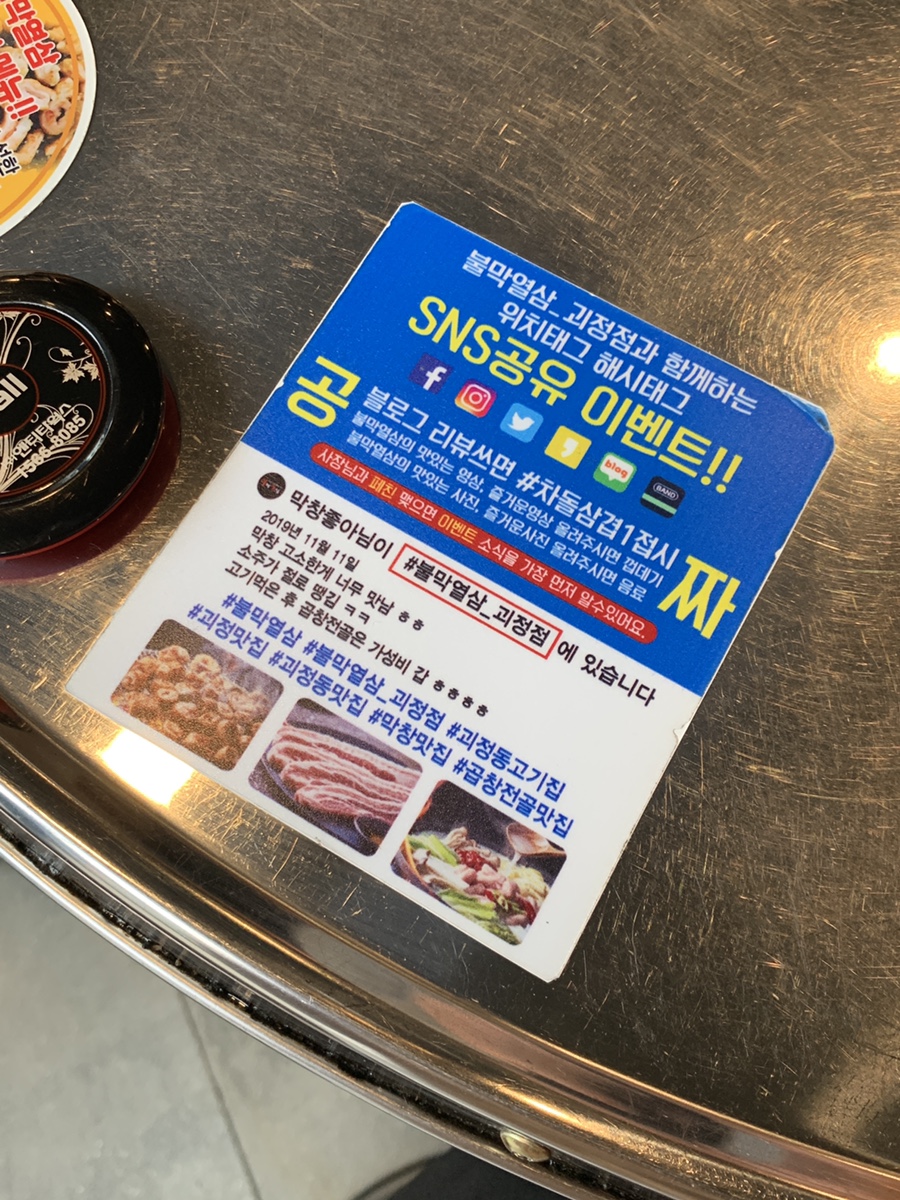 막열삼
메뉴!!
불막열삼_괴정점과 함께하는
위치태그 해시태그
SNS공유 이벤트!!
f
blog
BAND
공
짜
블로그 리뷰쓰면 #차돌삼겹1접시
불막열삼의 맛있는 영상, 즐거운영상 올려주시면 껍데기
불막열삼의 맛있는 사진, 즐거운사진 올려주시면 음료
사장님과 페친 맺으면 이벤트 소식을 가장 먼저 알수있어요.
막창좋아님이 #불막열삼_괴정점 에 있습니다
2019년 11월 11일
막창 고소한게 너무 맛남 ㅎㅎ
소주가 절로 땡김 ㅋㅋ
고기먹은 후 곱창전골은 가성비 갑 ㅎㅎㅎㅎ
#불막열삼 #불막열삼_괴정점 #괴정동고기집
#괴정맛집 #괴정동맛집 #막창맛집 #곱창전골맛집